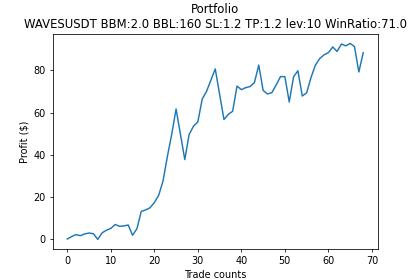 Portfolio
WAVESUSDT BBM:2.0 BBL:160 SL:1.2 TP:1.2 lev:10 WinRatio:71.0
80
60
40
20
0
Profit ($)
0 10 20 30 40 50 60 70
Trade counts